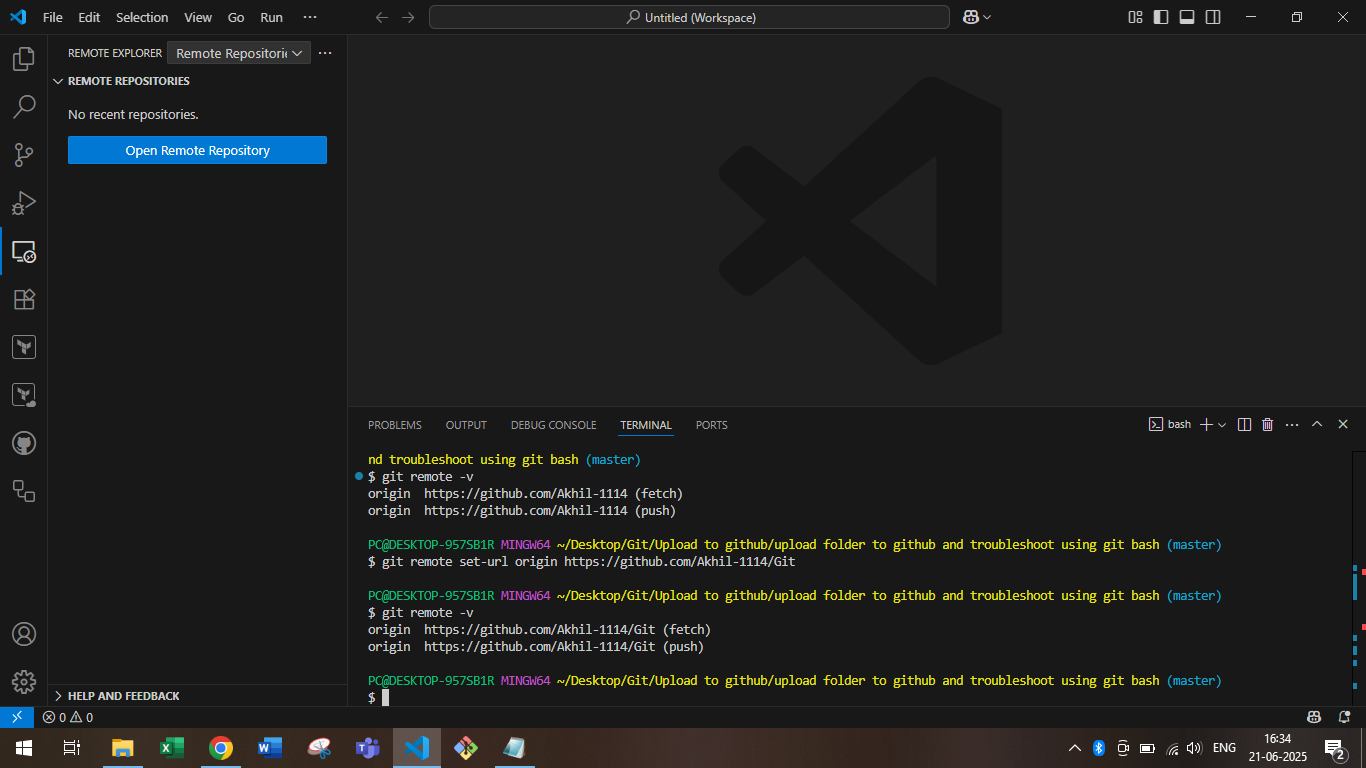 File Edit Selection View Go Run ···
Untitled (Workspace)
REMOTE EXPLORER Remote Repositorie ···
REMOTE REPOSITORIES
No recent repositories.
Open Remote Repository
HELP AND FEEDBACK
PROBLEMS OUTPUT DEBUG CONSOLE TERMINAL PORTS
bash
nd troubleshoot using git bash (master)
$ git remote -v
origin  https://github.com/Akhil-1114 (fetch)
origin  https://github.com/Akhil-1114 (push)
PC@DESKTOP-957SB1R MINGW64 ~/Desktop/Git/Upload to github/upload folder to github and troubleshoot using git bash (master)
$ git remote set-url origin https://github.com/Akhil-1114/Git
PC@DESKTOP-957SB1R MINGW64 ~/Desktop/Git/Upload to github/upload folder to github and troubleshoot using git bash (master)
$ git remote -v
origin  https://github.com/Akhil-1114/Git (fetch)
origin  https://github.com/Akhil-1114/Git (push)
PC@DESKTOP-957SB1R MINGW64 ~/Desktop/Git/Upload to github/upload folder to github and troubleshoot using git bash (master)
$
0 0
ENG
16:34
21-06-2025
2